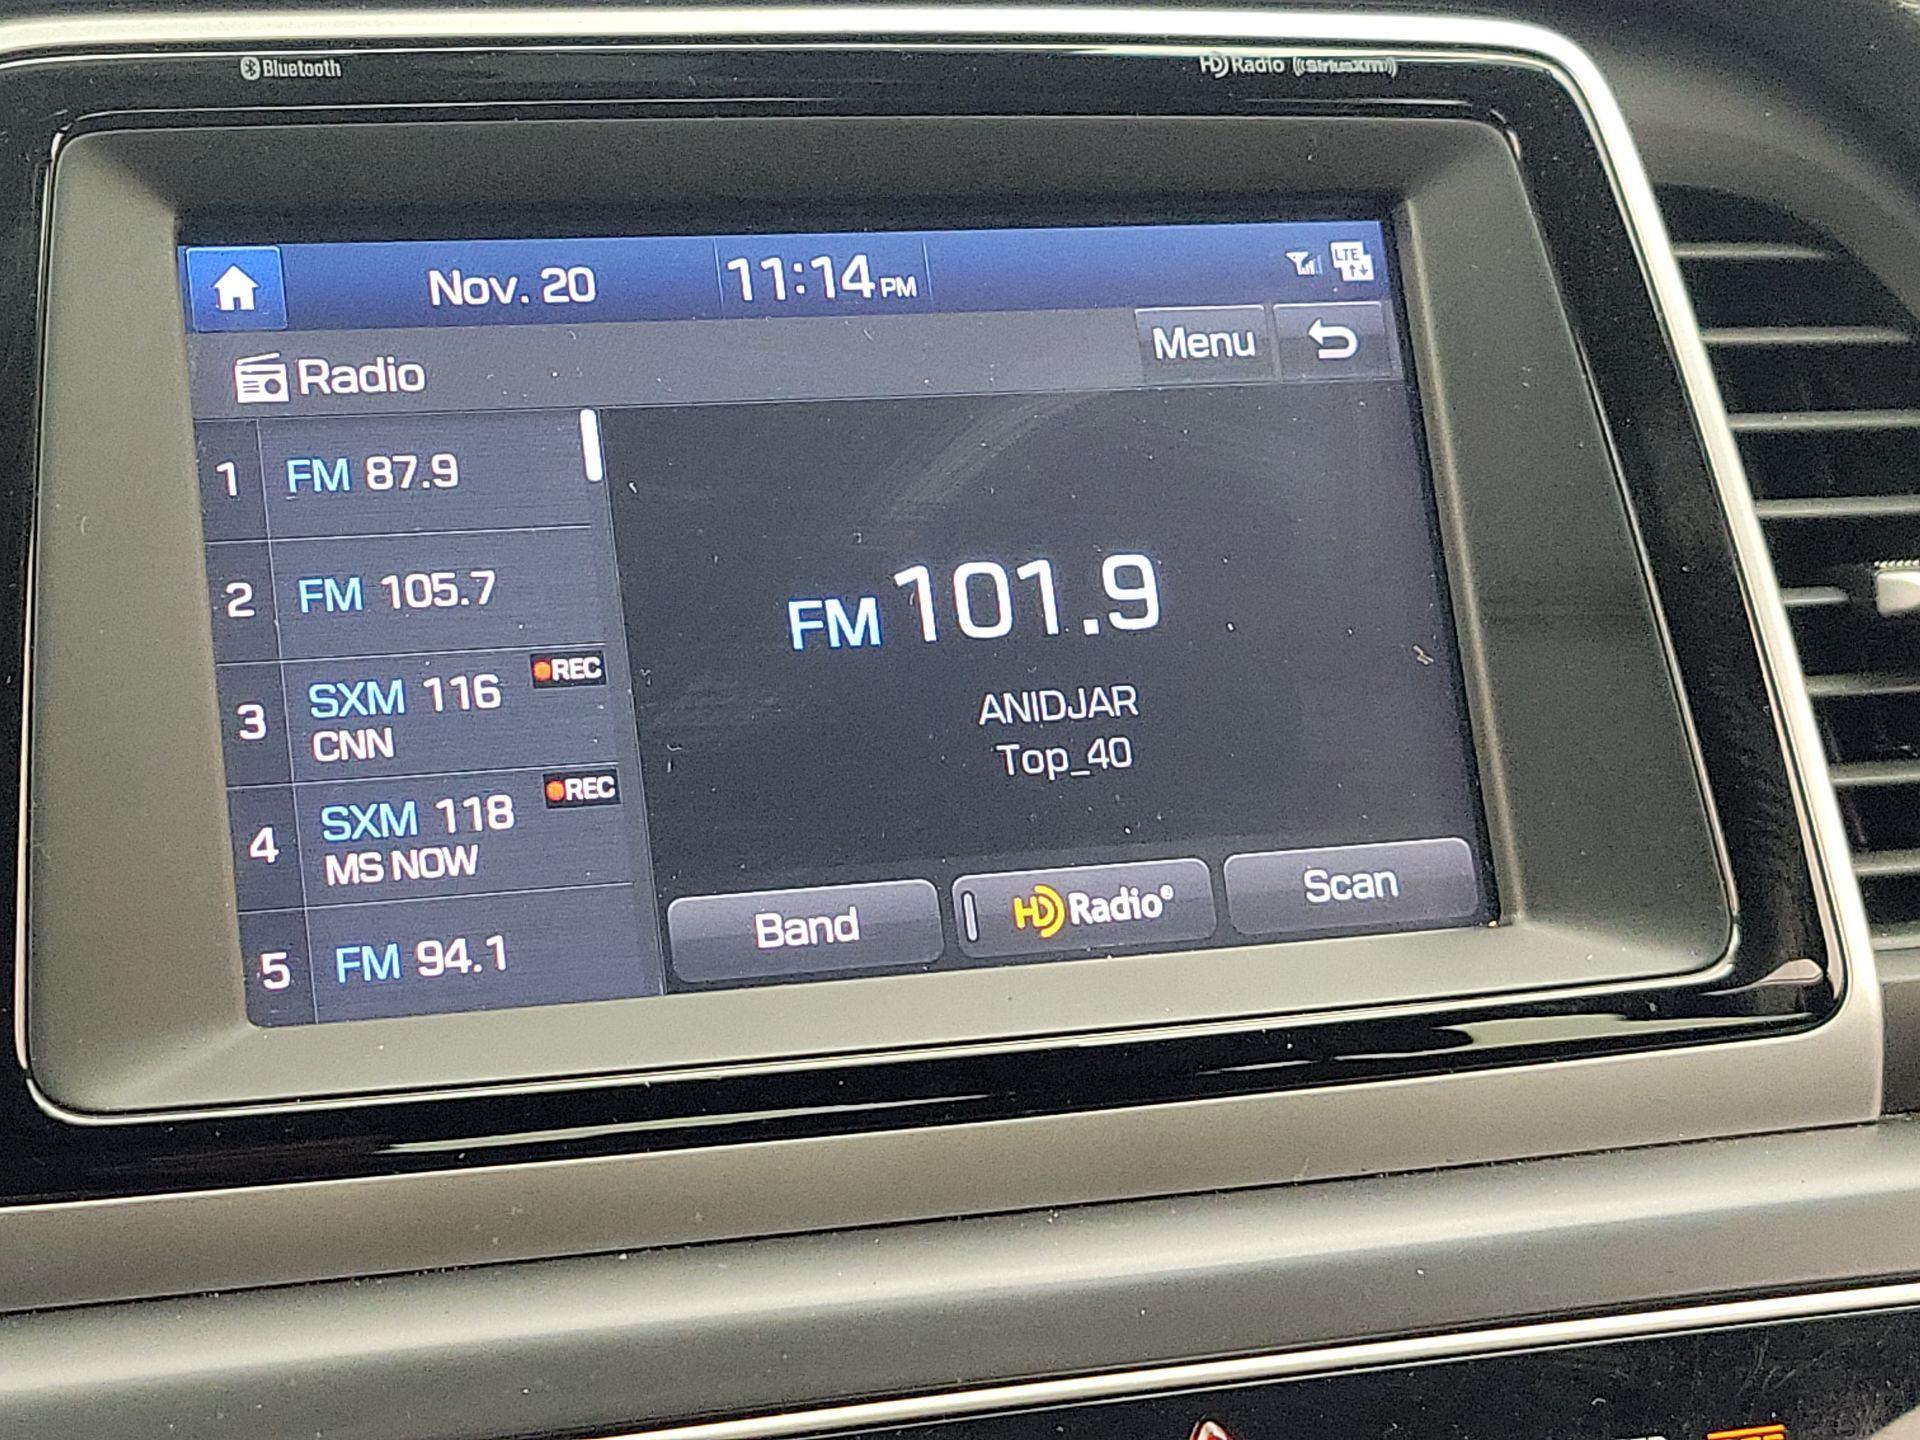 Bluetooth
HD Radio ((SiriusXM))
Nov. 20
11:14 PM
LTE
Radio
Menu
1 FM 87.9
2 FM 105.7
3 SXM 116 REC
CNN
4 SXM 118 REC
MS NOW
5 FM 94.1
FM 101.9
ANIDJAR
Top_40
Band
HD Radio®
Scan